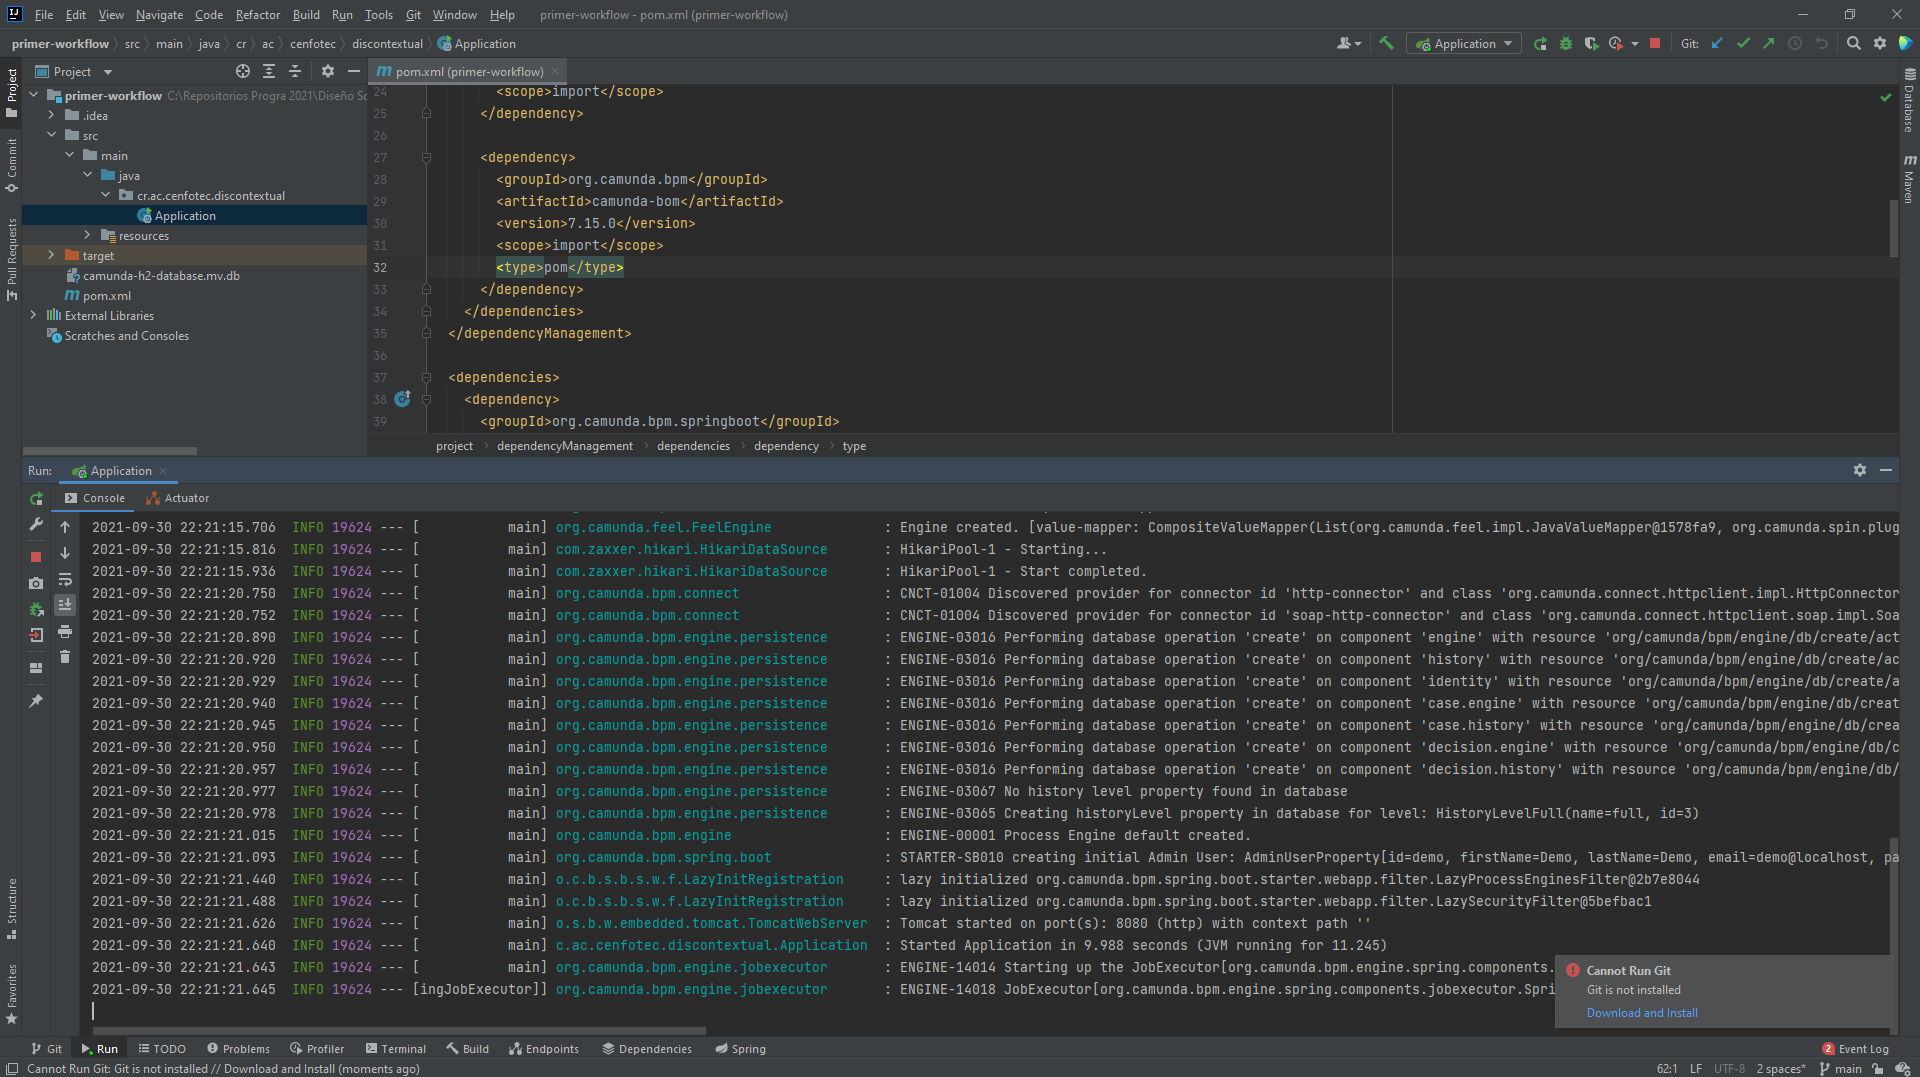 File Edit View Navigate Code Refactor Build Run Tools Git Window Help primer-workflow - pom.xml (primer-workflow)
primer-workflow src main java cr ac cenfotec discontextual Application
Application Git:
Project
pom.xml (primer-workflow)
Project
Commit
Pull Requests
Structure
Favorites
primer-workflow C:\Repositorios Progra 2021\Diseño So
.idea
src
main
java
cr.ac.cenfotec.discontextual
Application
resources
target
camunda-h2-database.mv.db
pom.xml
External Libraries
Scratches and Consoles
24 <scope>import</scope>
25 </dependency>
26
27 <dependency>
28 <groupId>org.camunda.bpm</groupId>
29 <artifactId>camunda-bom</artifactId>
30 <version>7.15.0</version>
31 <scope>import</scope>
32 <type>pom</type>
33 </dependency>
34 </dependencies>
35 </dependencyManagement>
36
37 <dependencies>
38 <dependency>
39 <groupId>org.camunda.bpm.springboot</groupId>
project dependencyManagement dependencies dependency type
Database
Maven
Run: Application
Console Actuator
2021-09-30 22:21:15.706 INFO 19624 --- [ main] org.camunda.feel.FeelEngine : Engine created. [value-mapper: CompositeValueMapper(List(org.camunda.feel.impl.JavaValueMapper@1578fa9, org.camunda.spin.plug
2021-09-30 22:21:15.816 INFO 19624 --- [ main] com.zaxxer.hikari.HikariDataSource : HikariPool-1 - Starting...
2021-09-30 22:21:15.936 INFO 19624 --- [ main] com.zaxxer.hikari.HikariDataSource : HikariPool-1 - Start completed.
2021-09-30 22:21:20.750 INFO 19624 --- [ main] org.camunda.bpm.connect : CNCT-01004 Discovered provider for connector id 'http-connector' and class 'org.camunda.connect.httpclient.impl.HttpConnector
2021-09-30 22:21:20.752 INFO 19624 --- [ main] org.camunda.bpm.connect : CNCT-01004 Discovered provider for connector id 'soap-http-connector' and class 'org.camunda.connect.httpclient.soap.impl.Soa
2021-09-30 22:21:20.890 INFO 19624 --- [ main] org.camunda.bpm.engine.persistence : ENGINE-03016 Performing database operation 'create' on component 'engine' with resource 'org/camunda/bpm/engine/db/create/act
2021-09-30 22:21:20.920 INFO 19624 --- [ main] org.camunda.bpm.engine.persistence : ENGINE-03016 Performing database operation 'create' on component 'history' with resource 'org/camunda/bpm/engine/db/create/ac
2021-09-30 22:21:20.929 INFO 19624 --- [ main] org.camunda.bpm.engine.persistence : ENGINE-03016 Performing database operation 'create' on component 'identity' with resource 'org/camunda/bpm/engine/db/create/a
2021-09-30 22:21:20.940 INFO 19624 --- [ main] org.camunda.bpm.engine.persistence : ENGINE-03016 Performing database operation 'create' on component 'case.engine' with resource 'org/camunda/bpm/engine/db/creat
2021-09-30 22:21:20.945 INFO 19624 --- [ main] org.camunda.bpm.engine.persistence : ENGINE-03016 Performing database operation 'create' on component 'case.history' with resource 'org/camunda/bpm/engine/db/crea
2021-09-30 22:21:20.950 INFO 19624 --- [ main] org.camunda.bpm.engine.persistence : ENGINE-03016 Performing database operation 'create' on component 'decision.engine' with resource 'org/camunda/bpm/engine/db/c
2021-09-30 22:21:20.957 INFO 19624 --- [ main] org.camunda.bpm.engine.persistence : ENGINE-03016 Performing database operation 'create' on component 'decision.history' with resource 'org/camunda/bpm/engine/db/
2021-09-30 22:21:20.977 INFO 19624 --- [ main] org.camunda.bpm.engine.persistence : ENGINE-03067 No history level property found in database
2021-09-30 22:21:20.978 INFO 19624 --- [ main] org.camunda.bpm.engine.persistence : ENGINE-03065 Creating historyLevel property in database for level: HistoryLevelFull(name=full, id=3)
2021-09-30 22:21:21.015 INFO 19624 --- [ main] org.camunda.bpm.engine : ENGINE-00001 Process Engine default created.
2021-09-30 22:21:21.093 INFO 19624 --- [ main] org.camunda.bpm.spring.boot : STARTER-SB010 creating initial Admin User: AdminUserProperty[id=demo, firstName=Demo, lastName=Demo, email=demo@localhost, pa
2021-09-30 22:21:21.440 INFO 19624 --- [ main] o.c.b.s.b.s.w.f.LazyInitRegistration : lazy initialized org.camunda.bpm.spring.boot.starter.webapp.filter.LazyProcessEnginesFilter@2b7e8044
2021-09-30 22:21:21.488 INFO 19624 --- [ main] o.c.b.s.b.s.w.f.LazyInitRegistration : lazy initialized org.camunda.bpm.spring.boot.starter.webapp.filter.LazySecurityFilter@5befbac1
2021-09-30 22:21:21.626 INFO 19624 --- [ main] o.s.b.w.embedded.tomcat.TomcatWebServer : Tomcat started on port(s): 8080 (http) with context path ''
2021-09-30 22:21:21.640 INFO 19624 --- [ main] c.ac.cenfotec.discontextual.Application : Started Application in 9.988 seconds (JVM running for 11.245)
2021-09-30 22:21:21.643 INFO 19624 --- [ main] org.camunda.bpm.engine.jobexecutor : ENGINE-14014 Starting up the JobExecutor[org.camunda.bpm.engine.spring.components.
2021-09-30 22:21:21.645 INFO 19624 --- [ingJobExecutor]] org.camunda.bpm.engine.jobexecutor : ENGINE-14018 JobExecutor[org.camunda.bpm.engine.spring.components.jobexecutor.Spri
Cannot Run Git
Git is not installed
Download and Install
Git Run TODO Problems Profiler Terminal Build Endpoints Dependencies Spring 2 Event Log
Cannot Run Git: Git is not installed // Download and Install (moments ago) 62:1 LF UTF-8 2 spaces* main